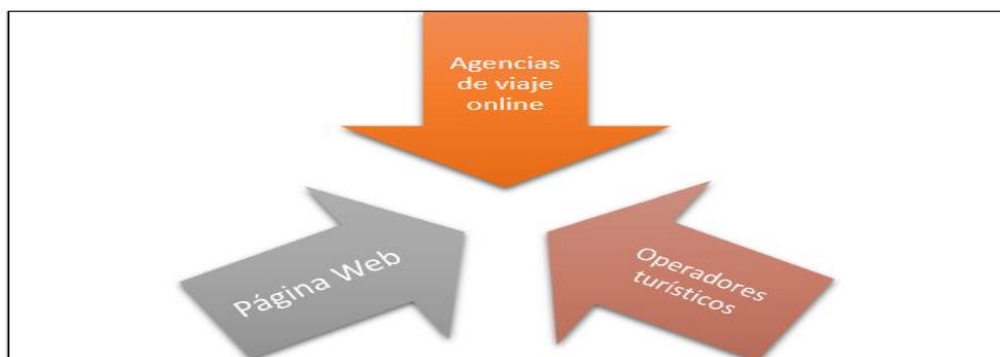 Agencias
de viaje
online
Página Web
Operadores
turísticos